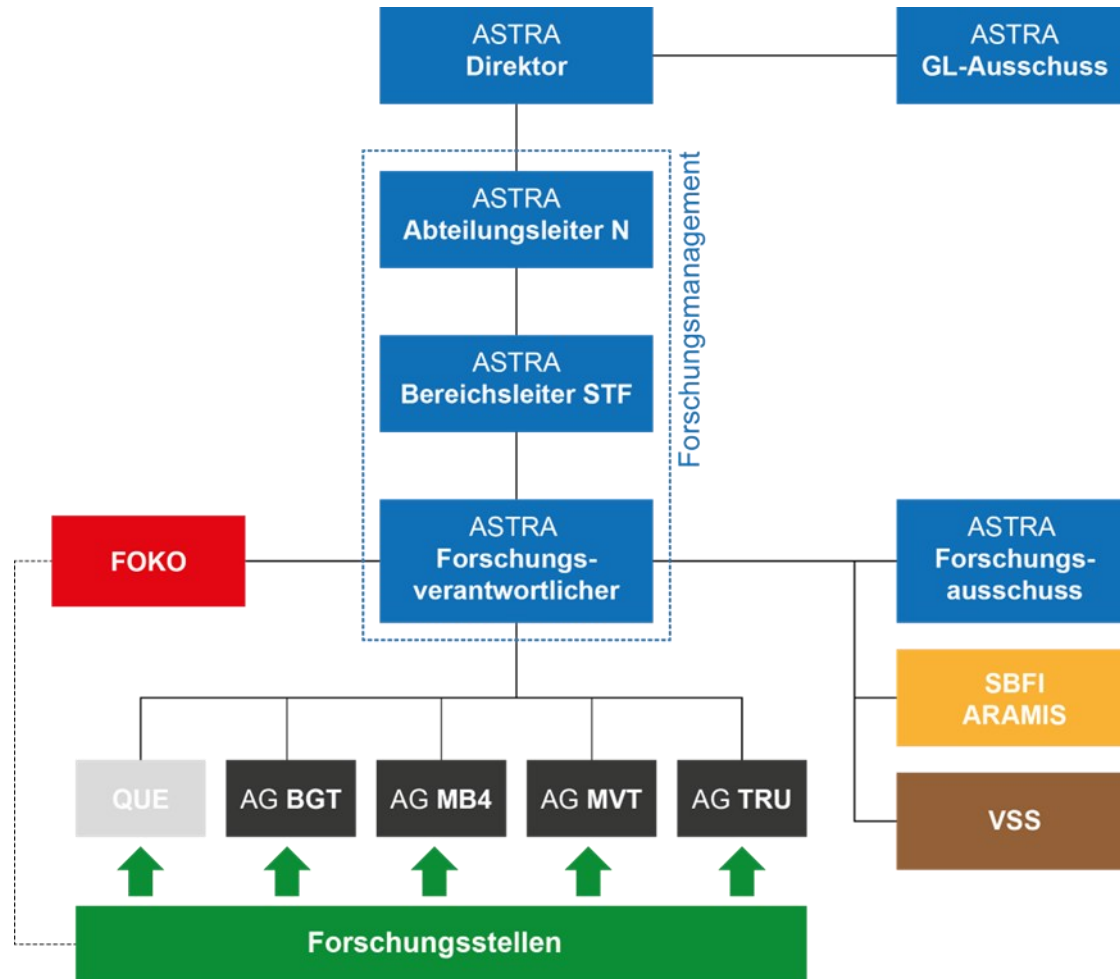 ASTRA
Direktor
ASTRA
GL-Ausschuss
Forschungsmanagement
ASTRA
Abteilungsleiter N
ASTRA
Bereichsleiter STF
FOKO
ASTRA
Forschungs-
verantwortlicher
ASTRA
Forschungs-
ausschuss
SBFI
ARAMIS
VSS
QUE
AG BGT
AG MB4
AG MVT
AG TRU
Forschungsstellen